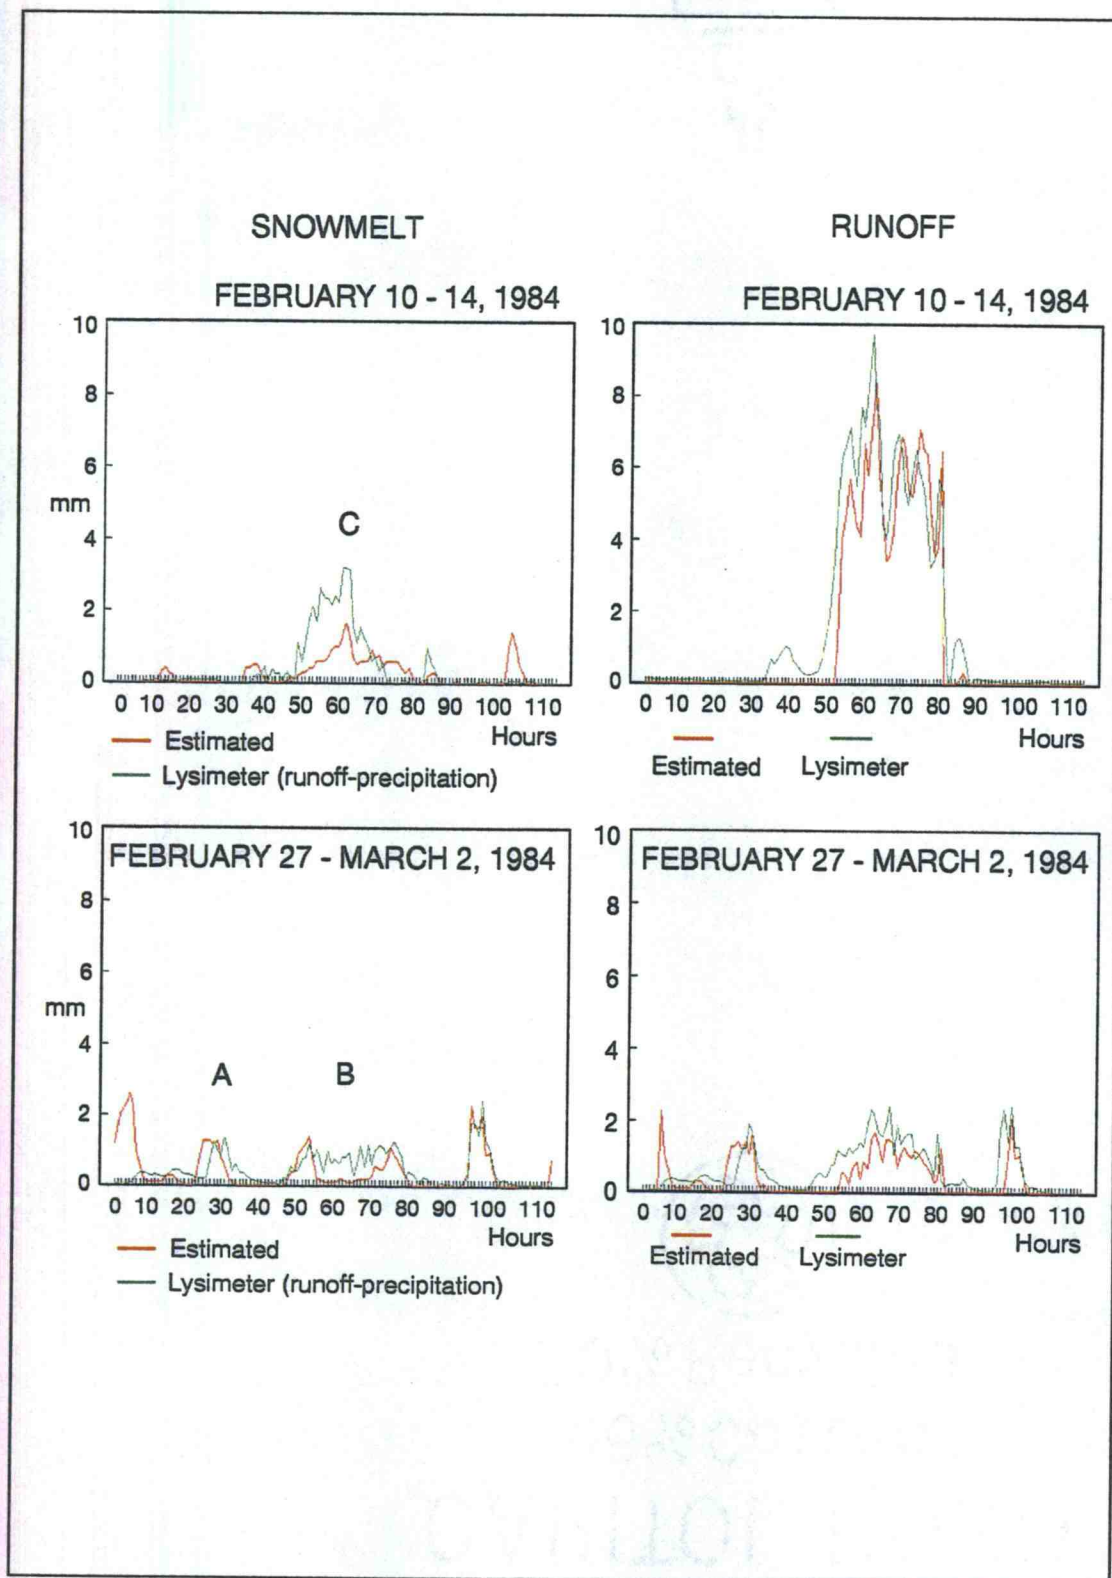 SNOWMELT
RUNOFF
FEBRUARY 10 - 14, 1984
10
8
6
mm
4
C
2
0
0 10 20 30 40 50 60 70 80 90 100 110
Hours
Estimated
Lysimeter (runoff-precipitation)
FEBRUARY 10 - 14, 1984
10
8
6
4
2
0
0 10 20 30 40 50 60 70 80 90 100 110
Hours
Estimated Lysimeter
10
FEBRUARY 27 - MARCH 2, 1984
8
6
mm
4
A B
2
0
0 10 20 30 40 50 60 70 80 90 100 110
Hours
Estimated
Lysimeter (runoff-precipitation)
10
FEBRUARY 27 - MARCH 2, 1984
8
6
4
2
0
0 10 20 30 40 50 60 70 80 90 100 110
Hours
Estimated Lysimeter